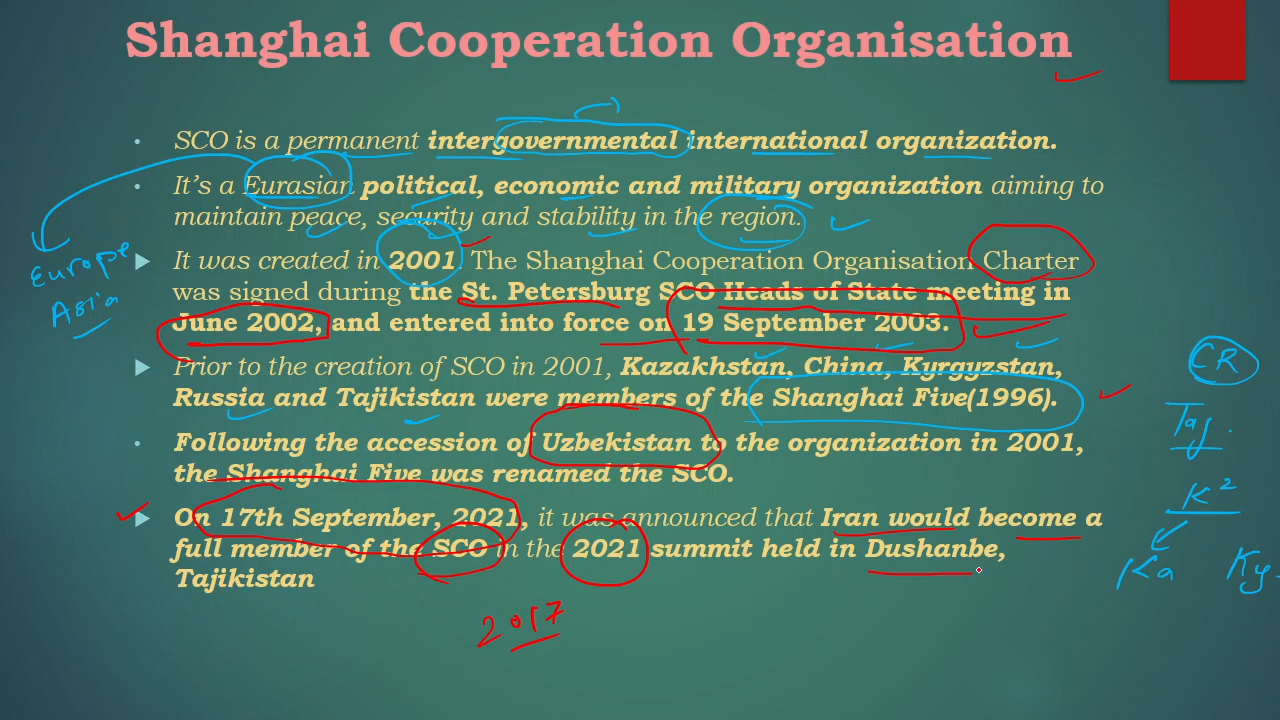 Shanghai Cooperation Organisation
• SCO is a permanent intergovernmental international organization.
• It's a Eurasian political, economic and military organization aiming to
maintain peace, security and stability in the region.
It was created in 2001. The Shanghai Cooperation Organisation Charter
was signed during the St. Petersburg SCO Heads of State meeting in
June 2002, and entered into force on 19 September 2003.
Prior to the creation of SCO in 2001, Kazakhstan, China, Kyrgyzstan,
Russia and Tajikistan were members of the Shanghai Five(1996).
• Following the accession of Uzbekistan to the organization in 2001,
the Shanghai Five was renamed the SCO.
On 17th September, 2021, it was announced that Iran would become a
full member of the SCO in the 2021 summit held in Dushanbe,
Tajikistan
Europe
Asia
CR
Taj.
K²
Ka Ky
2017